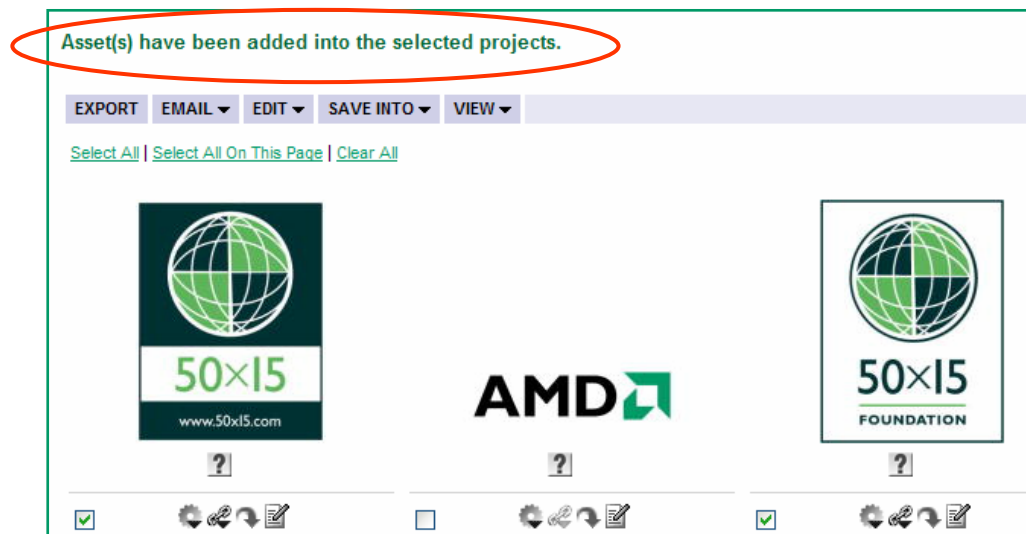 Asset(s) have been added into the selected projects.
EXPORT EMAIL EDIT SAVE INTO VIEW
Select All | Select All On This Page | Clear All
50×15
www.50x15.com
AMD
50×15
FOUNDATION
? ? ?